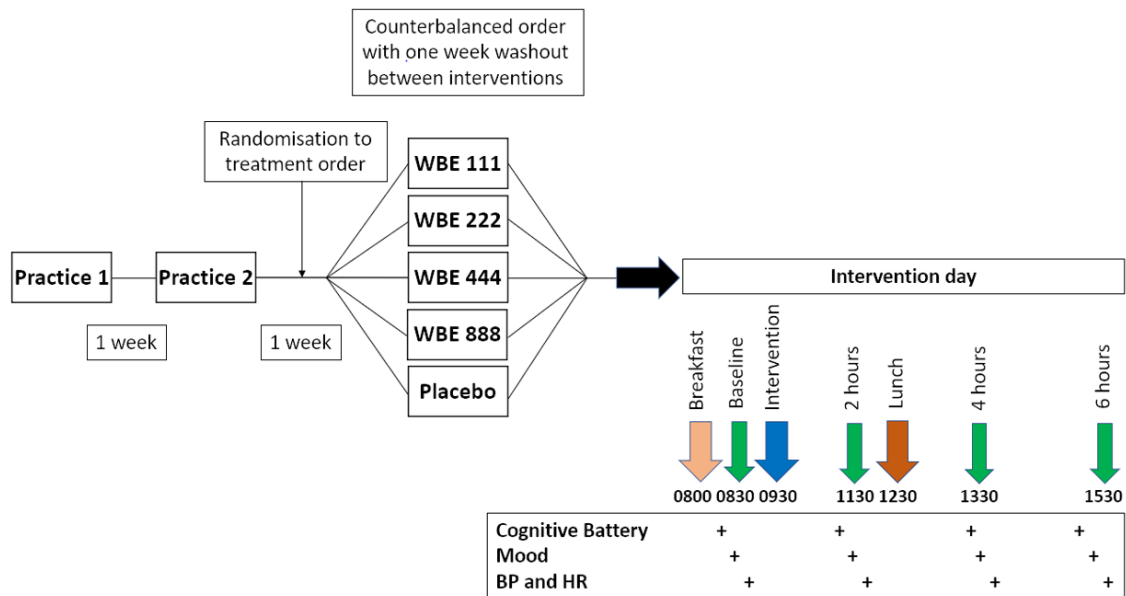 Counterbalanced order
with one week washout
between interventions
Randomisation to
treatment order
WBE 111
WBE 222
WBE 444
WBE 888
Placebo
Practice 1
Practice 2
1 week
1 week
Intervention day
Breakfast
Baseline
Intervention
2 hours
Lunch
4 hours
6 hours
0800 0830 0930 1130 1230 1330 1530
Cognitive Battery + + + +
Mood + + + +
BP and HR + + + +